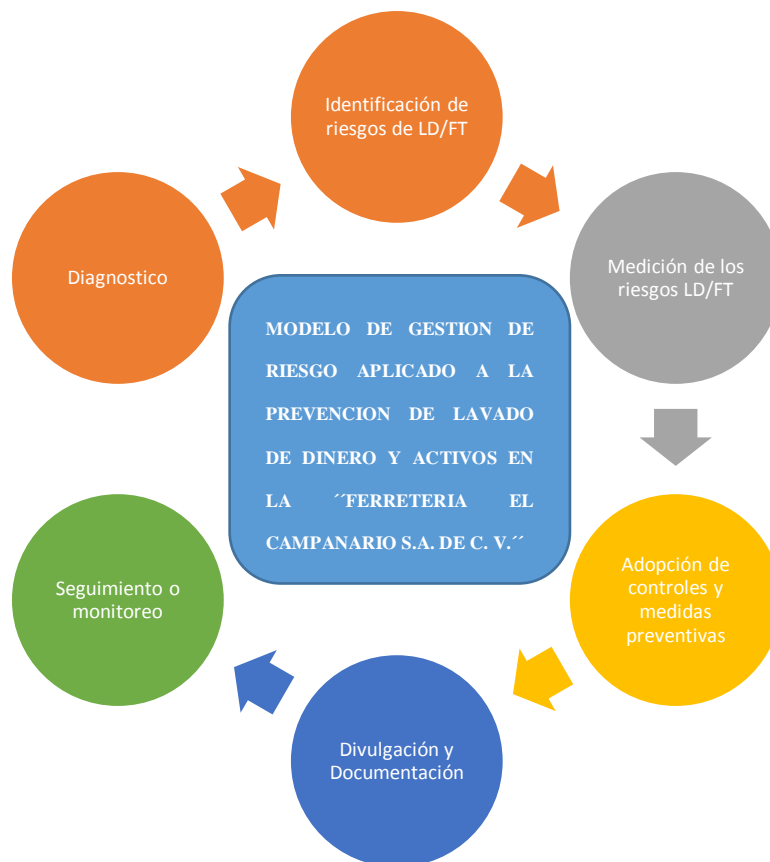 Identificación de
riesgos de LD/FT
Diagnostico
Medición de los
riesgos LD/FT
MODELO DE GESTION DE
RIESGO APLICADO A LA
PREVENCION DE LAVADO
DE DINERO Y ACTIVOS EN
LA ´´FERRETERIA EL
CAMPANARIO S.A. DE C. V.´´
Adopción de
controles y
medidas
preventivas
Seguimiento o
monitoreo
Divulgación y
Documentación